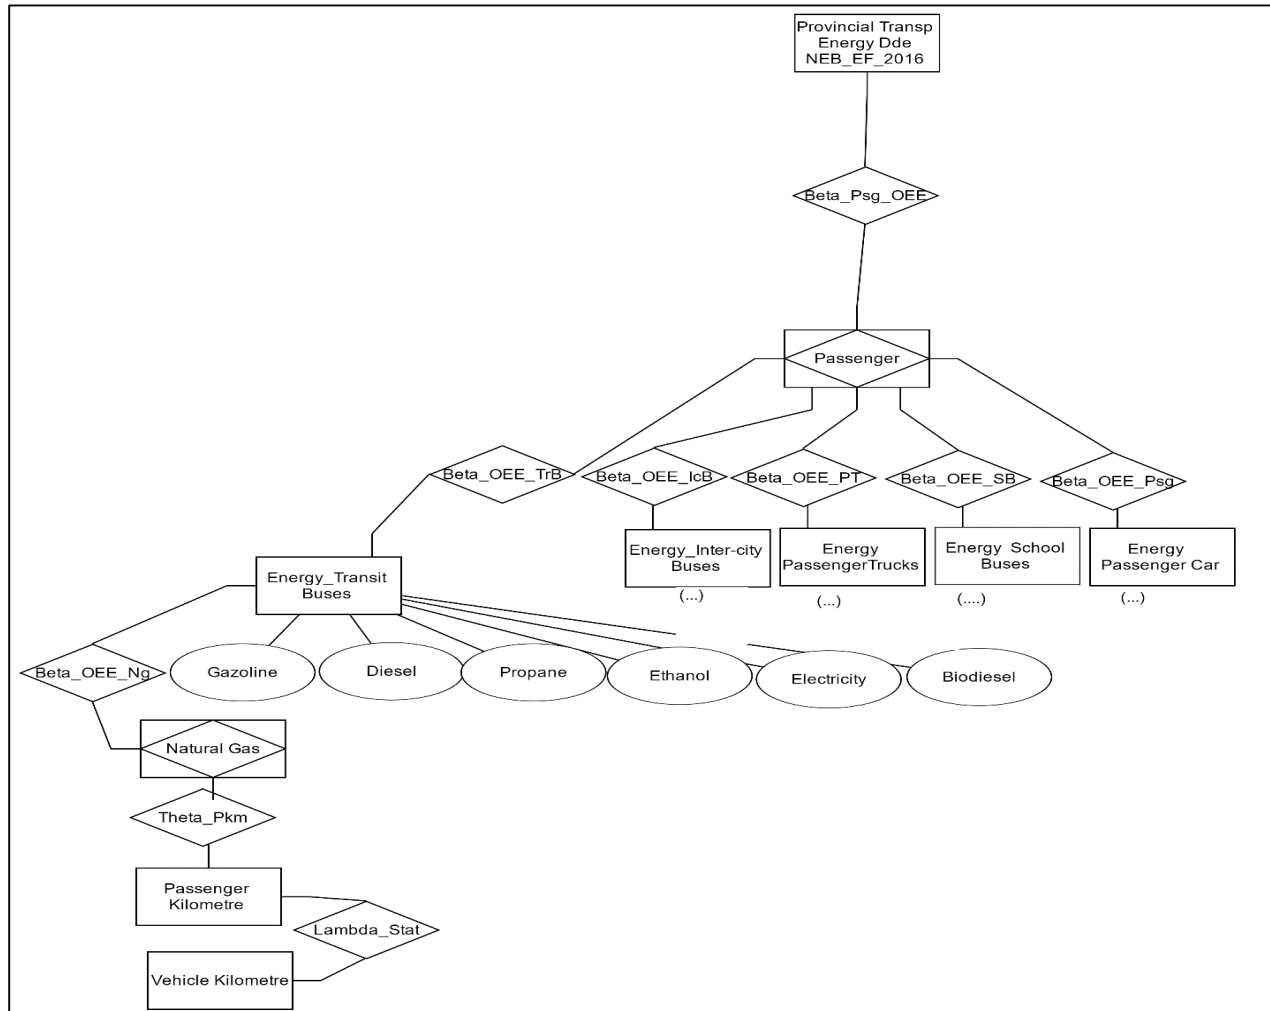 Provincial Transp
Energy Dde
NEB_EF_2016
Beta_Psg_OEE
Passenger
Beta_OEE_TrB
Beta_OEE_IcB
Beta_OEE_PT
Beta_OEE_SB
Beta_OEE_Psg
Energy_Inter-city
Buses
(...)
Energy
PassengerTrucks
(...)
Energy School
Buses
(....)
Energy
Passenger Car
(...)
Energy_Transit
Buses
Beta_OEE_Ng
Gazoline
Diesel
Propane
Ethanol
Electricity
Biodiesel
Natural Gas
Theta_Pkm
Passenger
Kilometre
Lambda_Stat
Vehicle Kilometre